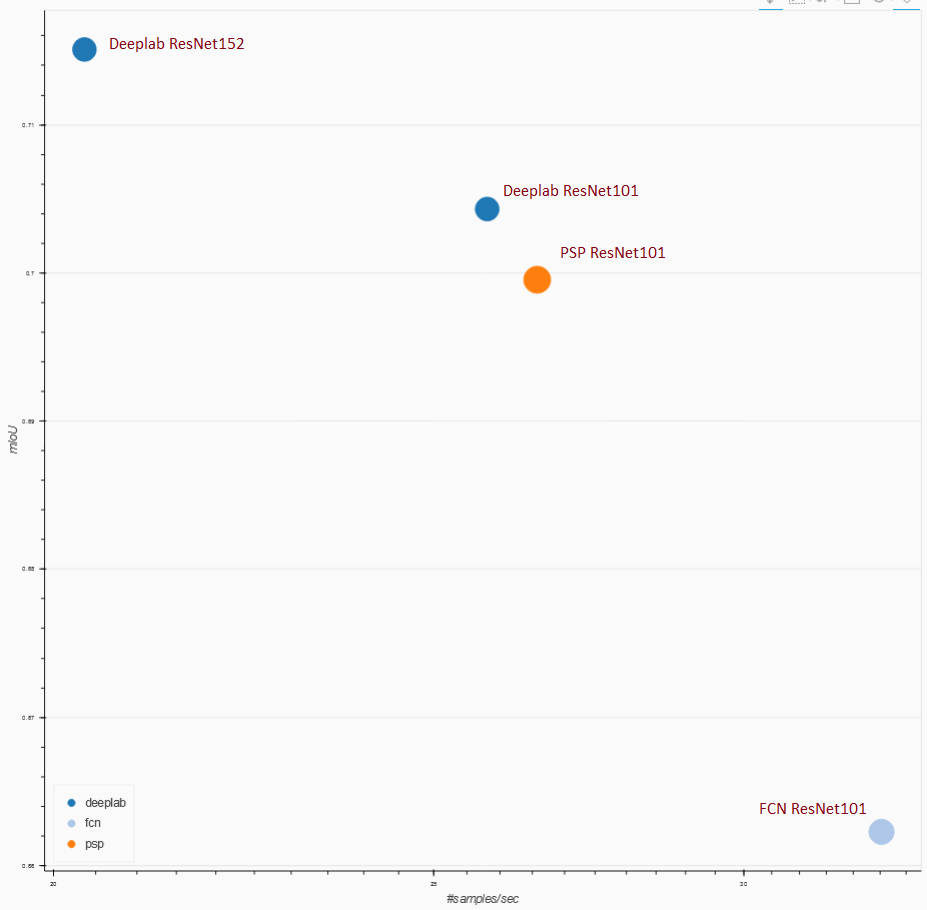 Deeplab ResNet152
0.71
Deeplab ResNet101
PSP ResNet101
0.7
0.69
mIoU
0.68
0.67
FCN ResNet101
deeplab
fcn
psp
0.66
20
25
30
#samples/sec